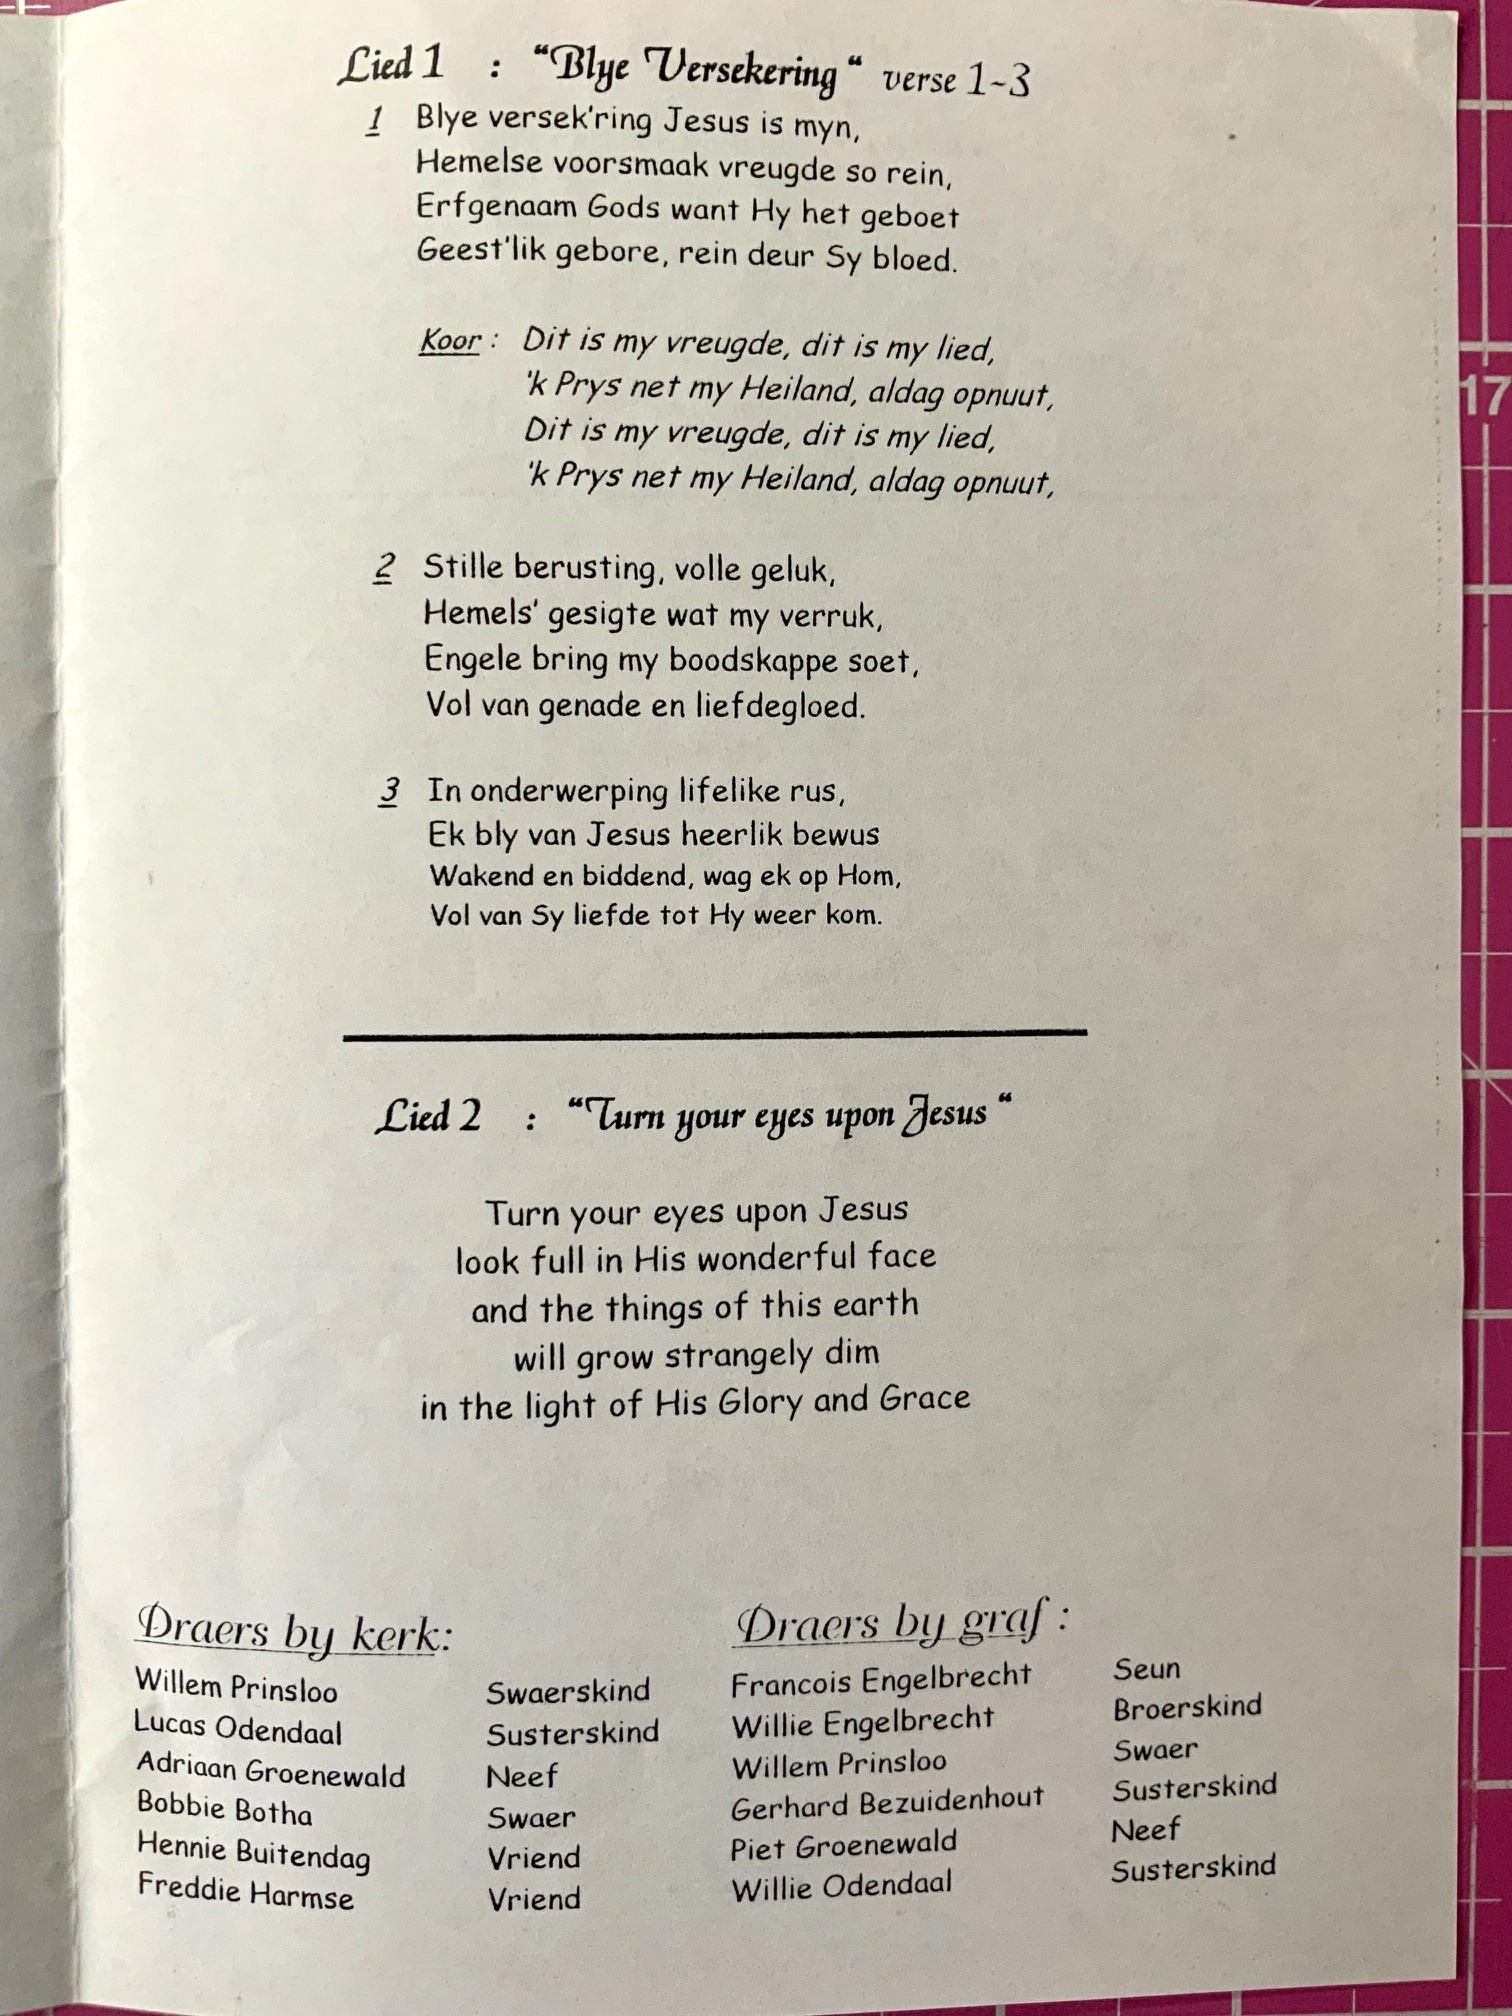 Lied 1 : "Blye Versekering" verse 1-3
1 Blye versek'ring Jesus is myn,
Hemelse voorsmaak vreugde so rein,
Erfgenaam Gods want Hy het geboet
Geest'lik gebore, rein deur Sy bloed.
Koor : Dit is my vreugde, dit is my lied,
'k Prys net my Heiland, aldag opnuut,
Dit is my vreugde, dit is my lied,
'k Prys net my Heiland, aldag opnuut,
2 Stille berusting, volle geluk,
Hemels' gesigte wat my verruk,
Engele bring my boodskappe soet,
Vol van genade en liefdegloed.
3 In onderwerping lifelike rus,
Ek bly van Jesus heerlik bewus
Wakend en biddend, wag ek op Hom,
Vol van Sy liefde tot Hy weer kom.
Lied 2 : "Turn your eyes upon Jesus"
Turn your eyes upon Jesus
look full in His wonderful face
and the things of this earth
will grow strangely dim
in the light of His Glory and Grace
Draers by kerk:
Willem Prinsloo Swaerskind
Lucas Odendaal Susterskind
Adriaan Groenewald Neef
Bobbie Botha Swaer
Hennie Buitendag Vriend
Freddie Harmse Vriend
Draers by graf :
Francois Engelbrecht Seun
Willie Engelbrecht Broerskind
Willem Prinsloo Swaer
Gerhard Bezuidenhout Susterskind
Piet Groenewald Neef
Willie Odendaal Susterskind
17